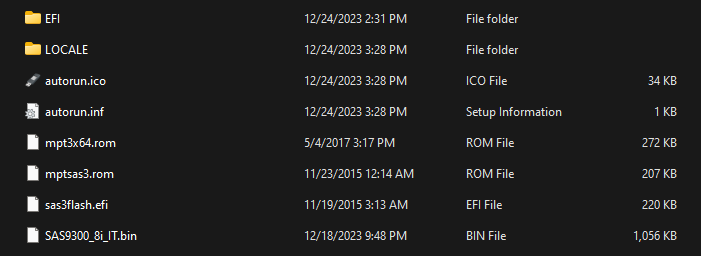 EFI 12/24/2023 2:31 PM File folder
LOCALE 12/24/2023 3:28 PM File folder
autorun.ico 12/24/2023 3:28 PM ICO File 34 KB
autorun.inf 12/24/2023 3:28 PM Setup Information 1 KB
mpt3x64.rom 5/4/2017 3:17 PM ROM File 272 KB
mptsas3.rom 11/23/2015 12:14 AM ROM File 207 KB
sas3flash.efi 11/19/2015 3:13 AM EFI File 220 KB
SAS9300_8i_IT.bin 12/18/2023 9:48 PM BIN File 1,056 KB